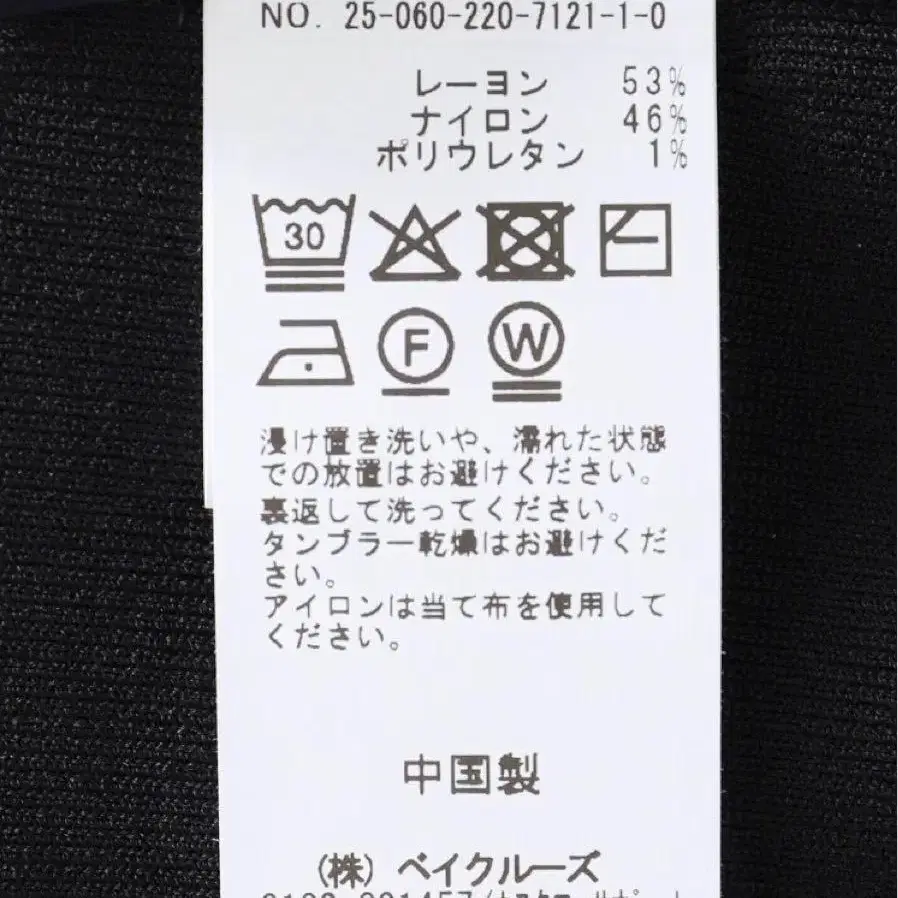 NO. 25-060-220-7121-1-0
レーヨン 53%
ナイロン 46%
ポリウレタン 1%
30
F
W
浸け置き洗いや、濡れた状態
での放置はお避けください。
裏返して洗ってください。
タンブラー乾燥はお避けくだ
さい。
アイロンは当て布を使用して
ください。
中国製
(株) ベイクルーズ